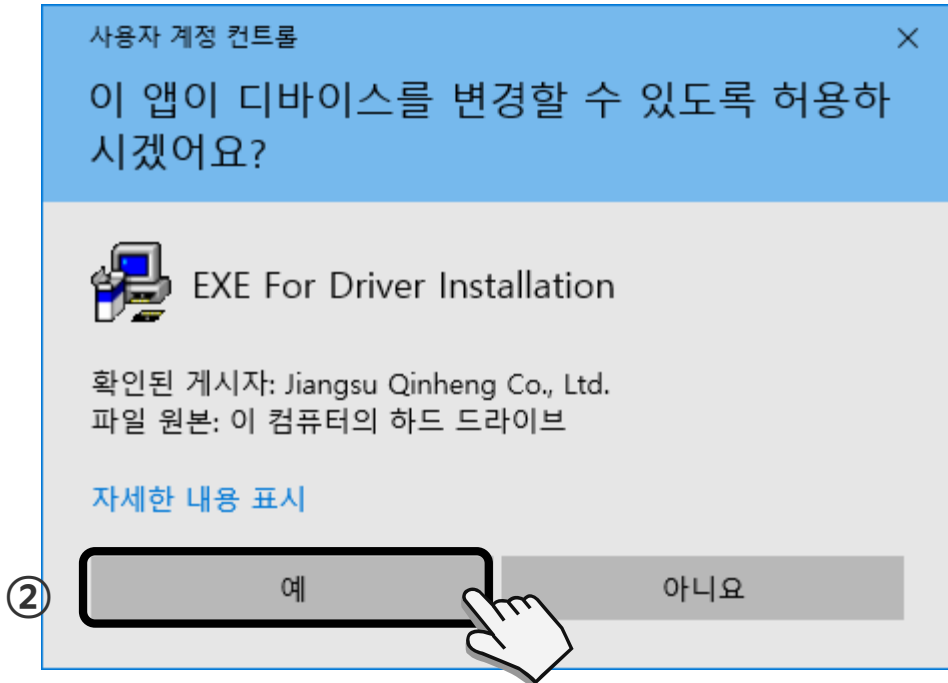 사용자 계정 컨트롤
이 앱이 디바이스를 변경할 수 있도록 허용하
시겠어요?
EXE For Driver Installation
확인된 게시자: Jiangsu Qinheng Co., Ltd.
파일 원본: 이 컴퓨터의 하드 드라이브
자세한 내용 표시
② 예 아니요